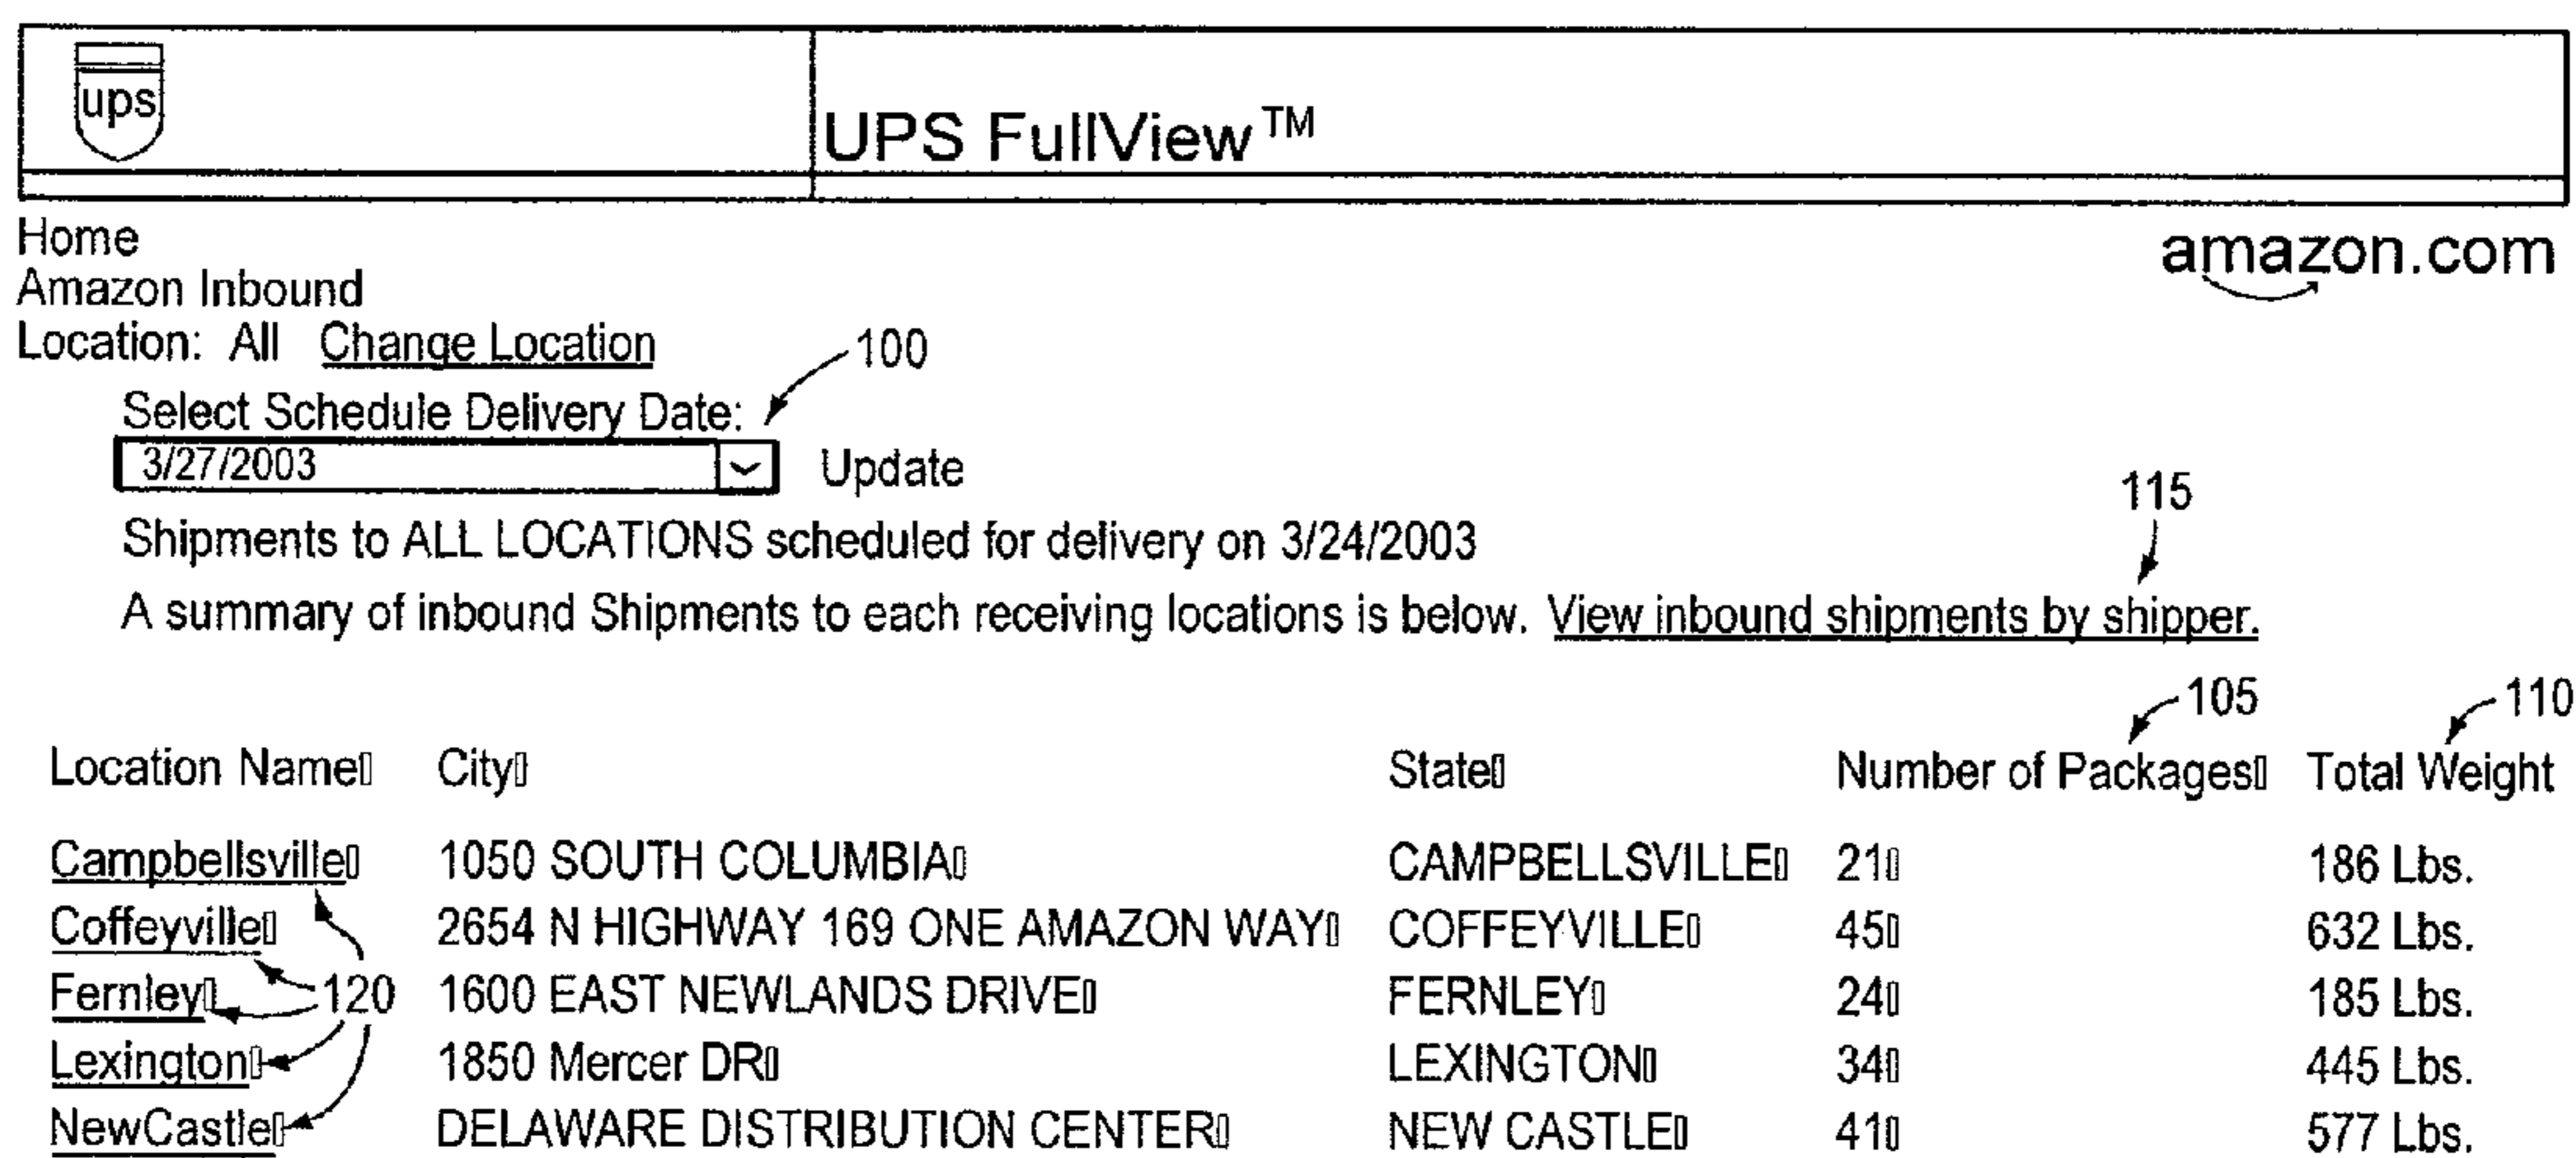 ups
UPS FullView™
Home
amazon.com
Amazon Inbound
Location: All Change Location
100
Select Schedule Delivery Date:
3/27/2003 Update
115
Shipments to ALL LOCATIONS scheduled for delivery on 3/24/2003
A summary of inbound Shipments to each receiving locations is below. View inbound shipments by shipper.
105 110
Location Name▯ City▯ State▯ Number of Packages▯ Total Weight
Campbellsville▯ 1050 SOUTH COLUMBIA▯ CAMPBELLSVILLE▯ 21▯ 186 Lbs.
Coffeyville▯ 2654 N HIGHWAY 169 ONE AMAZON WAY▯ COFFEYVILLE▯ 45▯ 632 Lbs.
Fernley▯ 120 1600 EAST NEWLANDS DRIVE▯ FERNLEY▯ 24▯ 185 Lbs.
Lexington▯ 1850 Mercer DR▯ LEXINGTON▯ 34▯ 445 Lbs.
NewCastle▯ DELAWARE DISTRIBUTION CENTER▯ NEW CASTLE▯ 41▯ 577 Lbs.